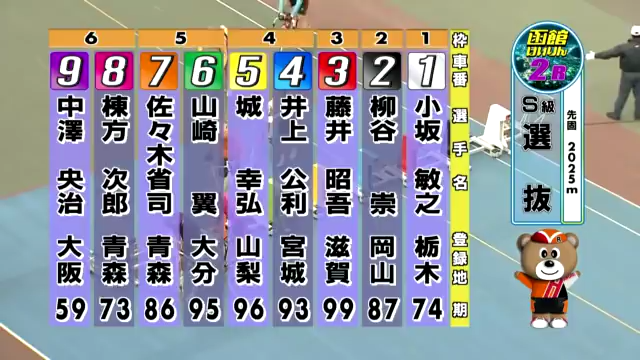 函館
けいりん
2R
S級
選抜
先固 2025m
枠 車番 選手名 登録地 期
1 1 小坂 敏之 栃木 74
2 2 柳谷 崇 岡山 87
3 3 藤井 昭吾 滋賀 99
4 4 井上 公利 宮城 93
5 城 幸弘 山梨 96
5 6 山崎 翼 大分 95
7 佐々木省司 青森 86
6 8 棟方 次郎 青森 73
9 中澤 央治 大阪 59